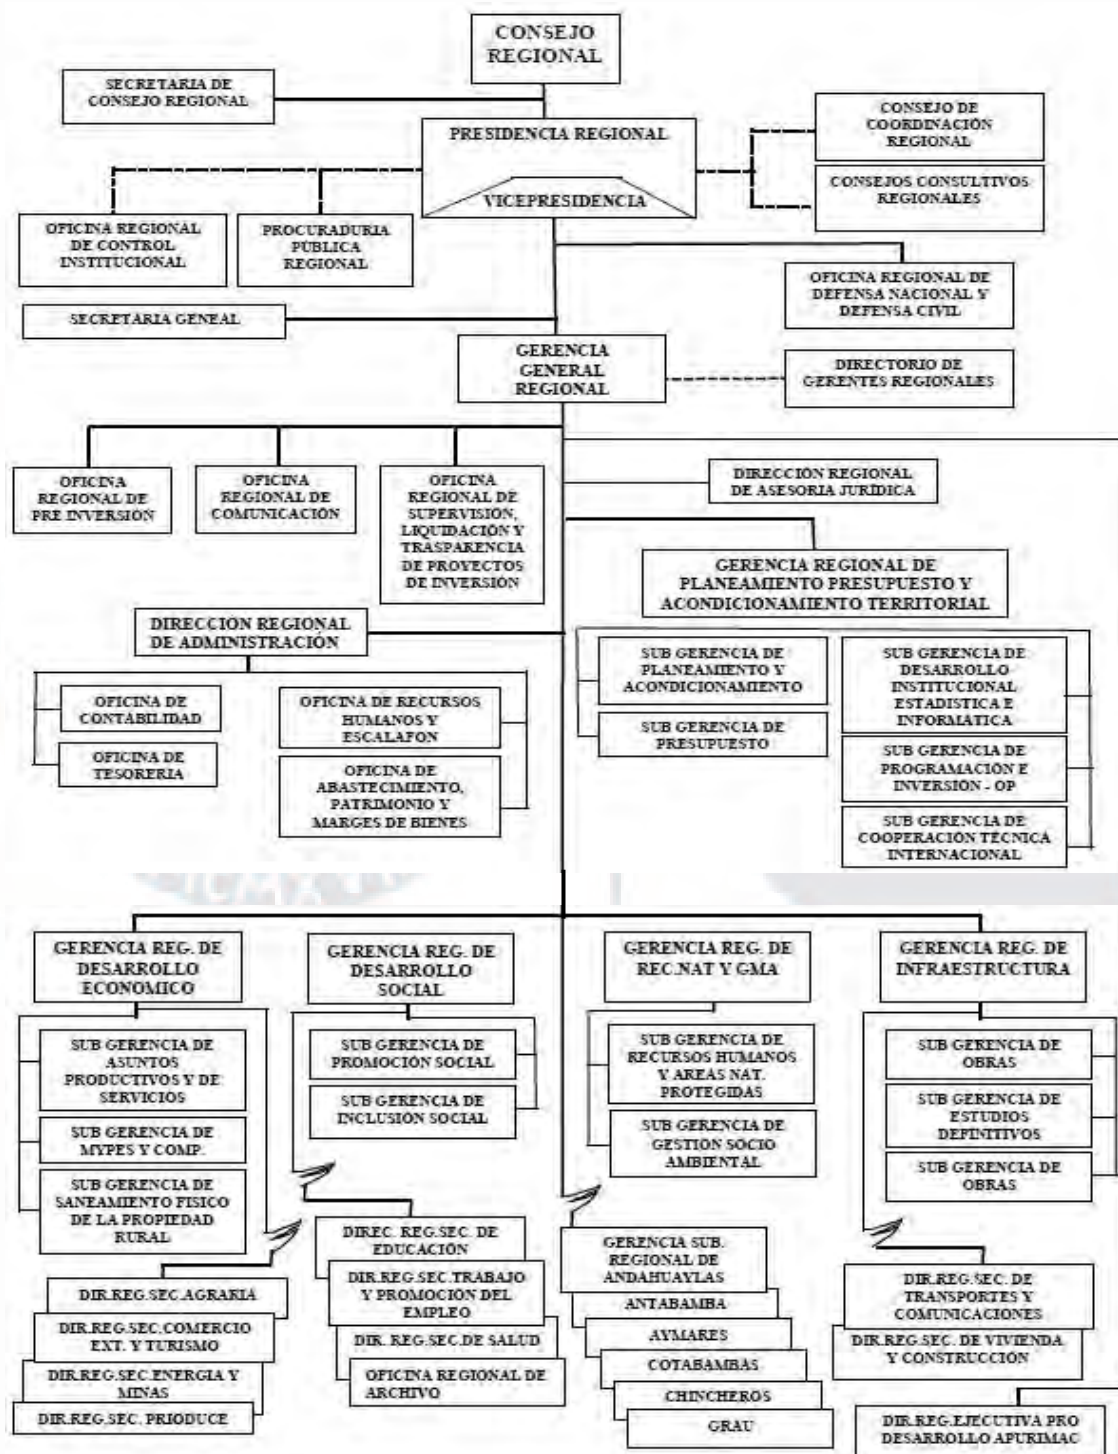 CONSEJO
REGIONAL
SECRETARIA DE
CONSEJO REGIONAL
PRESIDENCIA REGIONAL
VICEPRESIDENCIA
CONSEJO DE
COORDINACIÓN
REGIONAL
CONSEJOS CONSULTIVOS
REGIONALES
OFICINA REGIONAL
DE CONTROL
INSTITUCIONAL
PROCURADURIA
PÚBLICA
REGIONAL
OFICINA REGIONAL DE
DEFENSA NACIONAL Y
DEFENSA CIVIL
SECRETARIA GENEAL
GERENCIA
GENERAL
REGIONAL
DIRECTORIO DE
GERENTES REGIONALES
OFICINA
REGIONAL DE
PRE INVERSIÓN
OFICINA
REGIONAL DE
COMUNICACIÓN
OFICINA
REGIONAL DE
SUPERVISIÓN,
LIQUIDACIÓN Y
TRASPARENCIA
DE PROYECTOS
DE INVERSIÓN
DIRECCIÓN REGIONAL
DE ASESORIA JURÍDICA
GERENCIA REGIONAL DE
PLANEAMIENTO PRESUPUESTO Y
ACONDICIONAMIENTO TERRITORIAL
DIRECCION REGIONAL
DE ADMINISTRACIÓN
OFICINA DE
CONTABILIDAD
OFICINA DE
TESORERIA
OFICINA DE RECURSOS
HUMANOS Y
ESCALAFON
OFICINA DE
ABASTECIMIENTO,
PATRIMONIO Y
MARGES DE BIENES
SUB GERENCIA DE
PLANEAMIENTO Y
ACONDICIONAMIENTO
SUB GERENCIA DE
PRESUPUESTO
SUB GERENCIA DE
DESARROLLO
INSTITUCIONAL
ESTADISTICA E
INFORMÁTICA
SUB GERENCIA DE
PROGRAMACIÓN E
INVERSIÓN - OP
SUB GERENCIA DE
COOPERACIÓN TÉCNICA
INTERNACIONAL
GERENCIA REG. DE
DESARROLLO
ECONOMICO
SUB GERENCIA DE
ASUNTOS
PRODUCTIVOS Y DE
SERVICIOS
SUB GERENCIA DE
MYPES Y COMP.
SUB GERENCIA DE
SANEAMIENTO FISICO
DE LA PROPIEDAD
RURAL
DIR.REG.SEC.AGRARIA
DIR.REG.SEC.COMERCIO
EXT. Y TURISMO
DIR.REG.SEC.ENERGIA Y
MINAS
DIR.REG.SEC. PRIODUCE
GERENCIA REG. DE
DESARROLLO
SOCIAL
SUB GERENCIA DE
PROMOCIÓN SOCIAL
SUB GERENCIA DE
INCLUSIÓN SOCIAL
DIREC. REG.SEC. DE
EDUCACIÓN
DIR.REG.SEC.TRABAJO
Y PROMOCIÓN DEL
EMPLEO
DIR. REG.SEC.DE SALUD
OFICINA REGIONAL DE
ARCHIVO
GERENCIA REG. DE
REC.NAT Y GMA
SUB GERENCIA DE
RECURSOS HUMANOS
Y AREAS NAT.
PROTEGIDAS
SUB GERENCIA DE
GESTIÓN SOCIO
AMBIENTAL
GERENCIA SUB.
REGIONAL DE
ANDAHUAYLAS
ANTABAMBA
AYMARES
COTABAMBAS
CHINCHEROS
GRAU
GERENCIA REG. DE
INFRAESTRUCTURA
SUB GERENCIA DE
OBRAS
SUB GERENCIA DE
ESTUDIOS
DEFINITIVOS
SUB GERENCIA DE
OBRAS
DIR.REG.SEC. DE
TRANSPORTES Y
COMUNICACIONES
DIR.REG.SEC. DE VIVIENDA
Y CONSTRUCCIÓN
DIR.REG.EJECUTIVA PRO
DESARROLLO APURIMAC